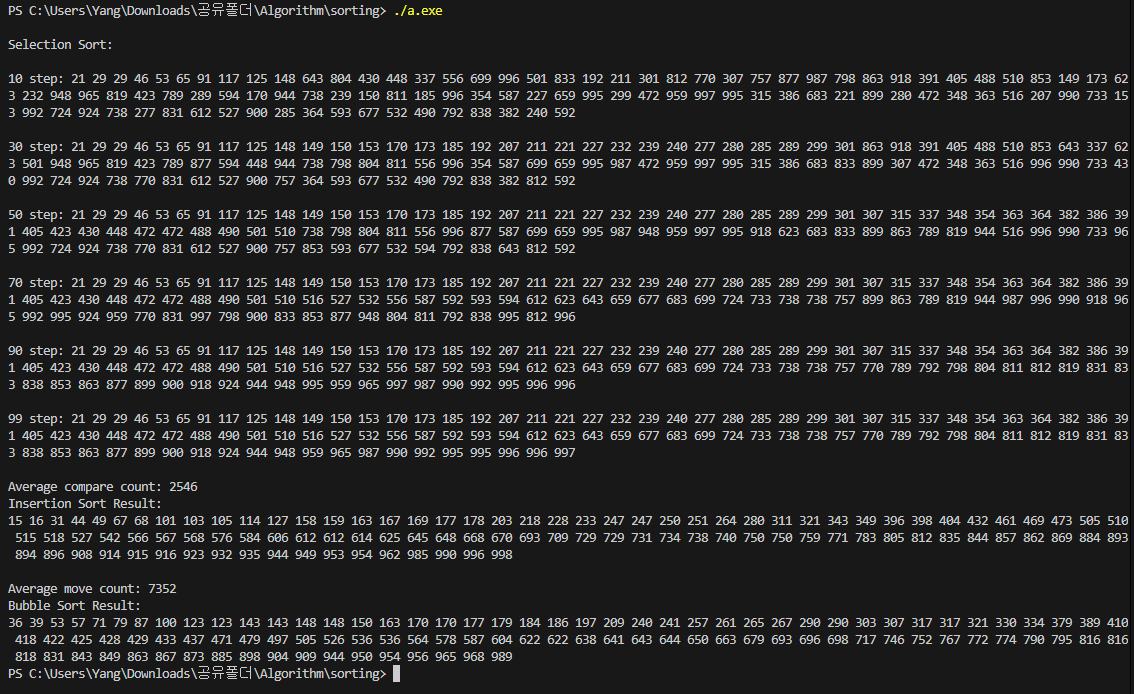 PS C:\Users\Yang\Downloads\공유폴더\Algorithm\sorting> ./a.exe
Selection Sort:
10 step: 21 29 29 46 53 65 91 117 125 148 643 804 430 448 337 556 699 996 501 833 192 211 301 812 770 307 757 877 987 798 863 918 391 405 488 510 853 149 173 62
3 232 948 965 819 423 789 289 594 170 944 738 239 150 811 185 996 354 587 227 659 995 299 472 959 997 995 315 386 683 221 899 280 472 348 363 516 207 990 733 15
3 992 724 924 738 277 831 612 527 900 285 364 593 677 532 490 792 838 382 240 592
30 step: 21 29 29 46 53 65 91 117 125 148 149 150 153 170 173 185 192 207 211 221 227 232 239 240 277 280 285 289 299 301 863 918 391 405 488 510 853 643 337 62
3 501 948 965 819 423 789 877 594 448 944 738 798 804 811 556 996 354 587 699 659 995 987 472 959 997 995 315 386 683 833 899 307 472 348 363 516 996 990 733 43
0 992 724 924 738 770 831 612 527 900 757 364 593 677 532 490 792 838 382 812 592
50 step: 21 29 29 46 53 65 91 117 125 148 149 150 153 170 173 185 192 207 211 221 227 232 239 240 277 280 285 289 299 301 307 315 337 348 354 363 364 382 386 39
1 405 423 430 448 472 472 488 490 501 510 738 798 804 811 556 996 877 587 699 659 995 987 948 959 997 995 918 623 683 833 899 863 789 819 944 516 996 990 733 96
5 992 724 924 738 770 831 612 527 900 757 853 593 677 532 594 792 838 643 812 592
70 step: 21 29 29 46 53 65 91 117 125 148 149 150 153 170 173 185 192 207 211 221 227 232 239 240 277 280 285 289 299 301 307 315 337 348 354 363 364 382 386 39
1 405 423 430 448 472 472 488 490 501 510 516 527 532 556 587 592 593 594 612 623 643 659 677 683 699 724 733 738 738 757 899 863 789 819 944 987 996 990 918 96
5 992 995 924 959 770 831 997 798 900 833 853 877 948 804 811 792 838 995 812 996
90 step: 21 29 29 46 53 65 91 117 125 148 149 150 153 170 173 185 192 207 211 221 227 232 239 240 277 280 285 289 299 301 307 315 337 348 354 363 364 382 386 39
1 405 423 430 448 472 472 488 490 501 510 516 527 532 556 587 592 593 594 612 623 643 659 677 683 699 724 733 738 738 757 770 789 792 798 804 811 812 819 831 83
3 838 853 863 877 899 900 918 924 944 948 995 959 965 997 987 990 992 995 996 996
99 step: 21 29 29 46 53 65 91 117 125 148 149 150 153 170 173 185 192 207 211 221 227 232 239 240 277 280 285 289 299 301 307 315 337 348 354 363 364 382 386 39
1 405 423 430 448 472 472 488 490 501 510 516 527 532 556 587 592 593 594 612 623 643 659 677 683 699 724 733 738 738 757 770 789 792 798 804 811 812 819 831 83
3 838 853 863 877 899 900 918 924 944 948 959 965 987 990 992 995 995 996 996 997
Average compare count: 2546
Insertion Sort Result:
15 16 31 44 49 67 68 101 103 105 114 127 158 159 163 167 169 177 178 203 218 228 233 247 247 250 251 264 280 311 321 343 349 396 398 404 432 461 469 473 505 510
515 518 527 542 566 567 568 576 584 606 612 612 614 625 645 648 668 670 693 709 729 729 731 734 738 740 750 750 759 771 783 805 812 835 844 857 862 869 884 893
894 896 908 914 915 916 923 932 935 944 949 953 954 962 985 990 996 998
Average move count: 7352
Bubble Sort Result:
36 39 53 57 71 79 87 100 123 123 143 143 148 148 150 163 170 170 177 179 184 186 197 209 240 241 257 261 265 267 290 290 303 307 317 317 321 330 334 379 389 410
418 422 425 428 429 433 437 471 479 497 505 526 536 536 564 578 587 604 622 622 638 641 643 644 650 663 679 693 696 698 717 746 752 767 772 774 790 795 816 816
818 831 843 849 863 867 873 885 898 904 909 944 950 954 956 965 968 989
PS C:\Users\Yang\Downloads\공유폴더\Algorithm\sorting>